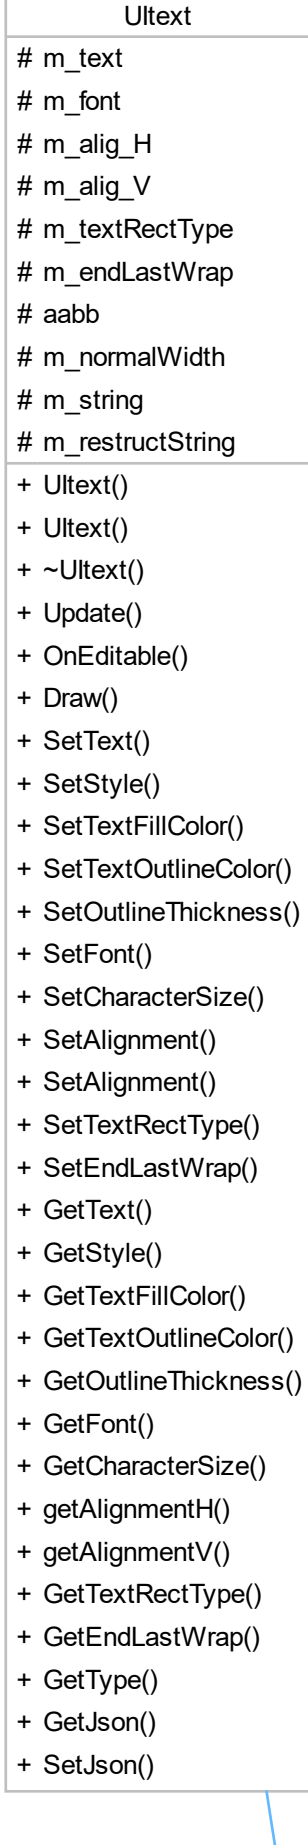 UItext
# m_text
# m_font
# m_alig_H
# m_alig_V
# m_textRectType
# m_endLastWrap
# aabb
# m_normalWidth
# m_string
# m_restructString
+ UItext()
+ UItext()
+ ~UItext()
+ Update()
+ OnEditable()
+ Draw()
+ SetText()
+ SetStyle()
+ SetTextFillColor()
+ SetTextOutlineColor()
+ SetOutlineThickness()
+ SetFont()
+ SetCharacterSize()
+ SetAlignment()
+ SetAlignment()
+ SetTextRectType()
+ SetEndLastWrap()
+ GetText()
+ GetStyle()
+ GetTextFillColor()
+ GetTextOutlineColor()
+ GetOutlineThickness()
+ GetFont()
+ GetCharacterSize()
+ getAlignmentH()
+ getAlignmentV()
+ GetTextRectType()
+ GetEndLastWrap()
+ GetType()
+ GetJson()
+ SetJson()